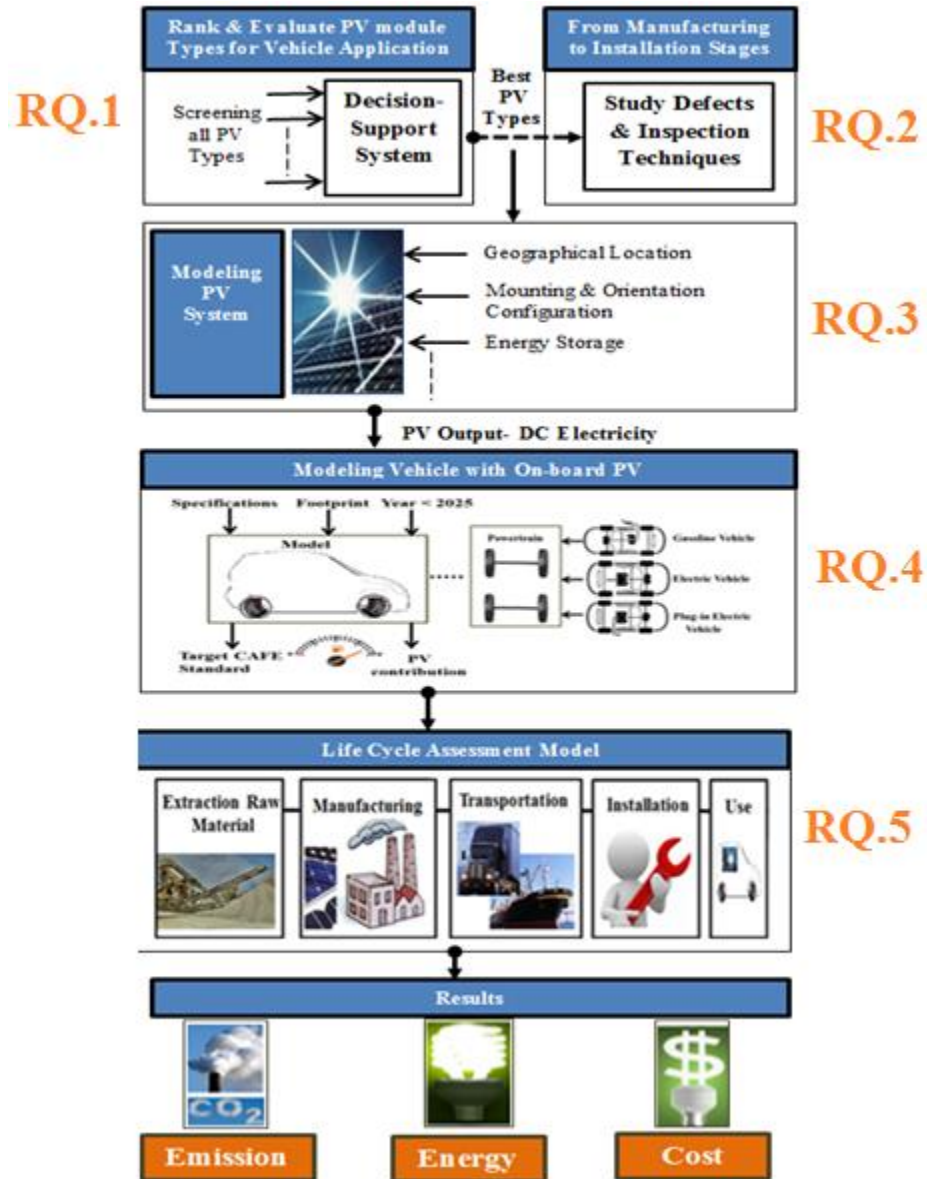 Rank & Evaluate PV module
Types for Vehicle Application
From Manufacturing
to Installation Stages
RQ.1
Screening
all PV
Types
Decision-
Support
System
Best
PV
Types
Study Defects
& Inspection
Techniques
RQ.2
Modeling
PV
System
Geographical Location
Mounting & Orientation
Configuration
Energy Storage
RQ.3
PV Output- DC Electricity
Modeling Vehicle with On-board PV
Specifications Footprint Year < 2025
Model
Powertrain
Gasoline Vehicle
Electric Vehicle
Plug-in Electric
Vehicle
Target CAFE
Standard
PV
contribution
RQ.4
Life Cycle Assessment Model
Extraction Raw
Material
Manufacturing
Transportation
Installation
Use
RQ.5
Results
CO2
$
Emission
Energy
Cost